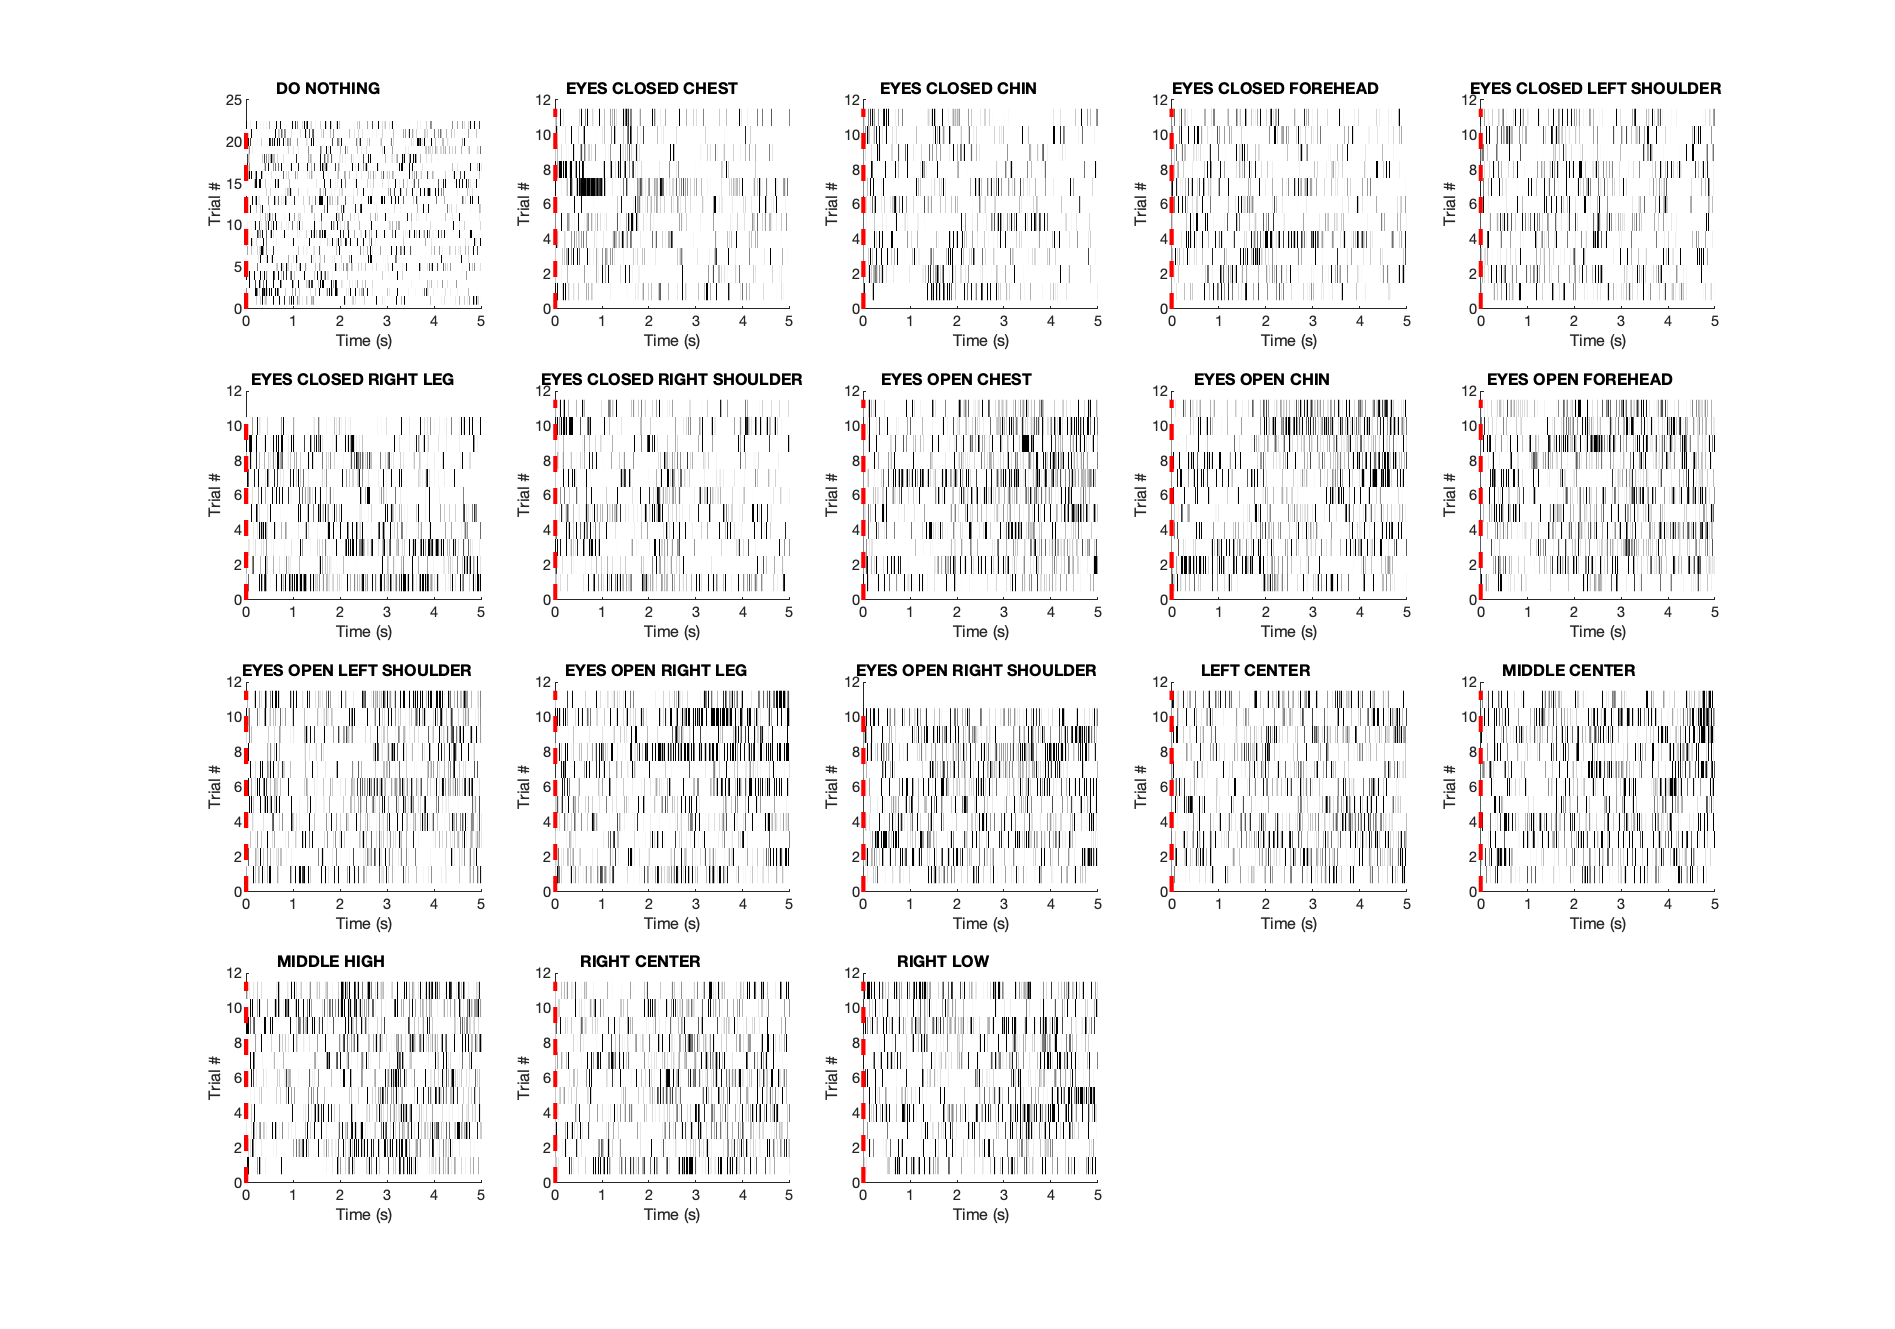 DO NOTHING
25
20
15
10
5
0
Trial #
0 1 2 3 4 5
Time (s)
EYES CLOSED CHEST
12
10
8
6
4
2
0
Trial #
0 1 2 3 4 5
Time (s)
EYES CLOSED CHIN
12
10
8
6
4
2
0
Trial #
0 1 2 3 4 5
Time (s)
EYES CLOSED FOREHEAD
12
10
8
6
4
2
0
Trial #
0 1 2 3 4 5
Time (s)
EYES CLOSED LEFT SHOULDER
12
10
8
6
4
2
0
Trial #
0 1 2 3 4 5
Time (s)
EYES CLOSED RIGHT LEG
12
10
8
6
4
2
0
Trial #
0 1 2 3 4 5
Time (s)
EYES CLOSED RIGHT SHOULDER
12
10
8
6
4
2
0
Trial #
0 1 2 3 4 5
Time (s)
EYES OPEN CHEST
12
10
8
6
4
2
0
Trial #
0 1 2 3 4 5
Time (s)
EYES OPEN CHIN
12
10
8
6
4
2
0
Trial #
0 1 2 3 4 5
Time (s)
EYES OPEN FOREHEAD
12
10
8
6
4
2
0
Trial #
0 1 2 3 4 5
Time (s)
EYES OPEN LEFT SHOULDER
12
10
8
6
4
2
0
Trial #
0 1 2 3 4 5
Time (s)
EYES OPEN RIGHT LEG
12
10
8
6
4
2
0
Trial #
0 1 2 3 4 5
Time (s)
EYES OPEN RIGHT SHOULDER
12
10
8
6
4
2
0
Trial #
0 1 2 3 4 5
Time (s)
LEFT CENTER
12
10
8
6
4
2
0
Trial #
0 1 2 3 4 5
Time (s)
MIDDLE CENTER
12
10
8
6
4
2
0
Trial #
0 1 2 3 4 5
Time (s)
MIDDLE HIGH
12
10
8
6
4
2
0
Trial #
0 1 2 3 4 5
Time (s)
RIGHT CENTER
12
10
8
6
4
2
0
Trial #
0 1 2 3 4 5
Time (s)
RIGHT LOW
12
10
8
6
4
2
0
Trial #
0 1 2 3 4 5
Time (s)